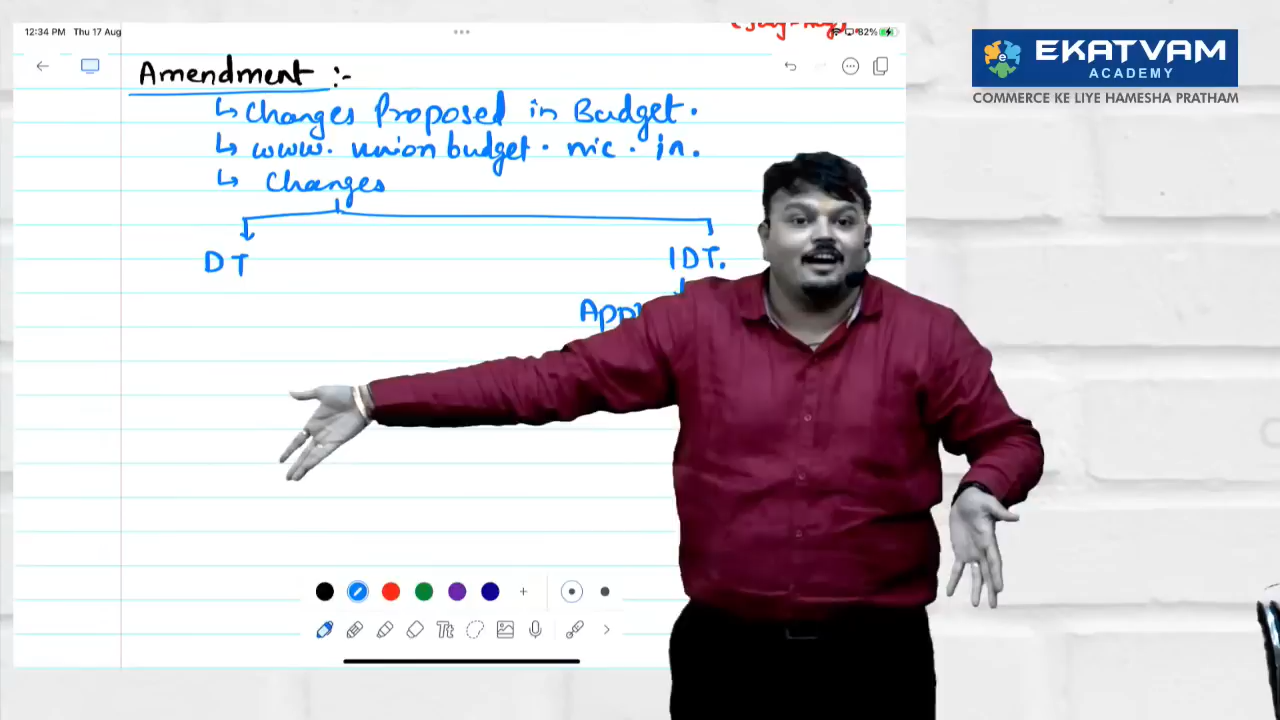 12:34 PM Thu 17 Aug
82%
EKATVAM
ACADEMY
COMMERCE KE LIYE HAMESHA PRATHAM
Amendment :-
↳ Changes Proposed in Budget.
↳ www. union budget. nic. in.
↳ Changes
DT
IDT.
Tt